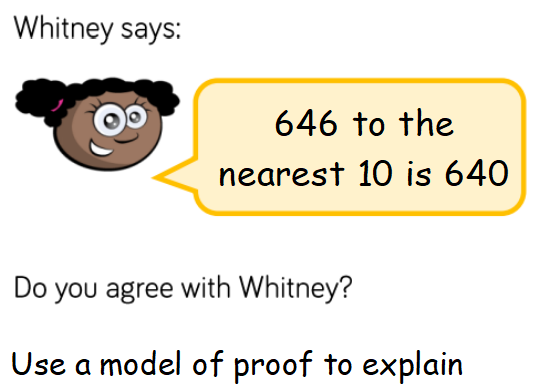 Whitney says:
646 to the
nearest 10 is 640
Do you agree with Whitney?
Use a model of proof to explain